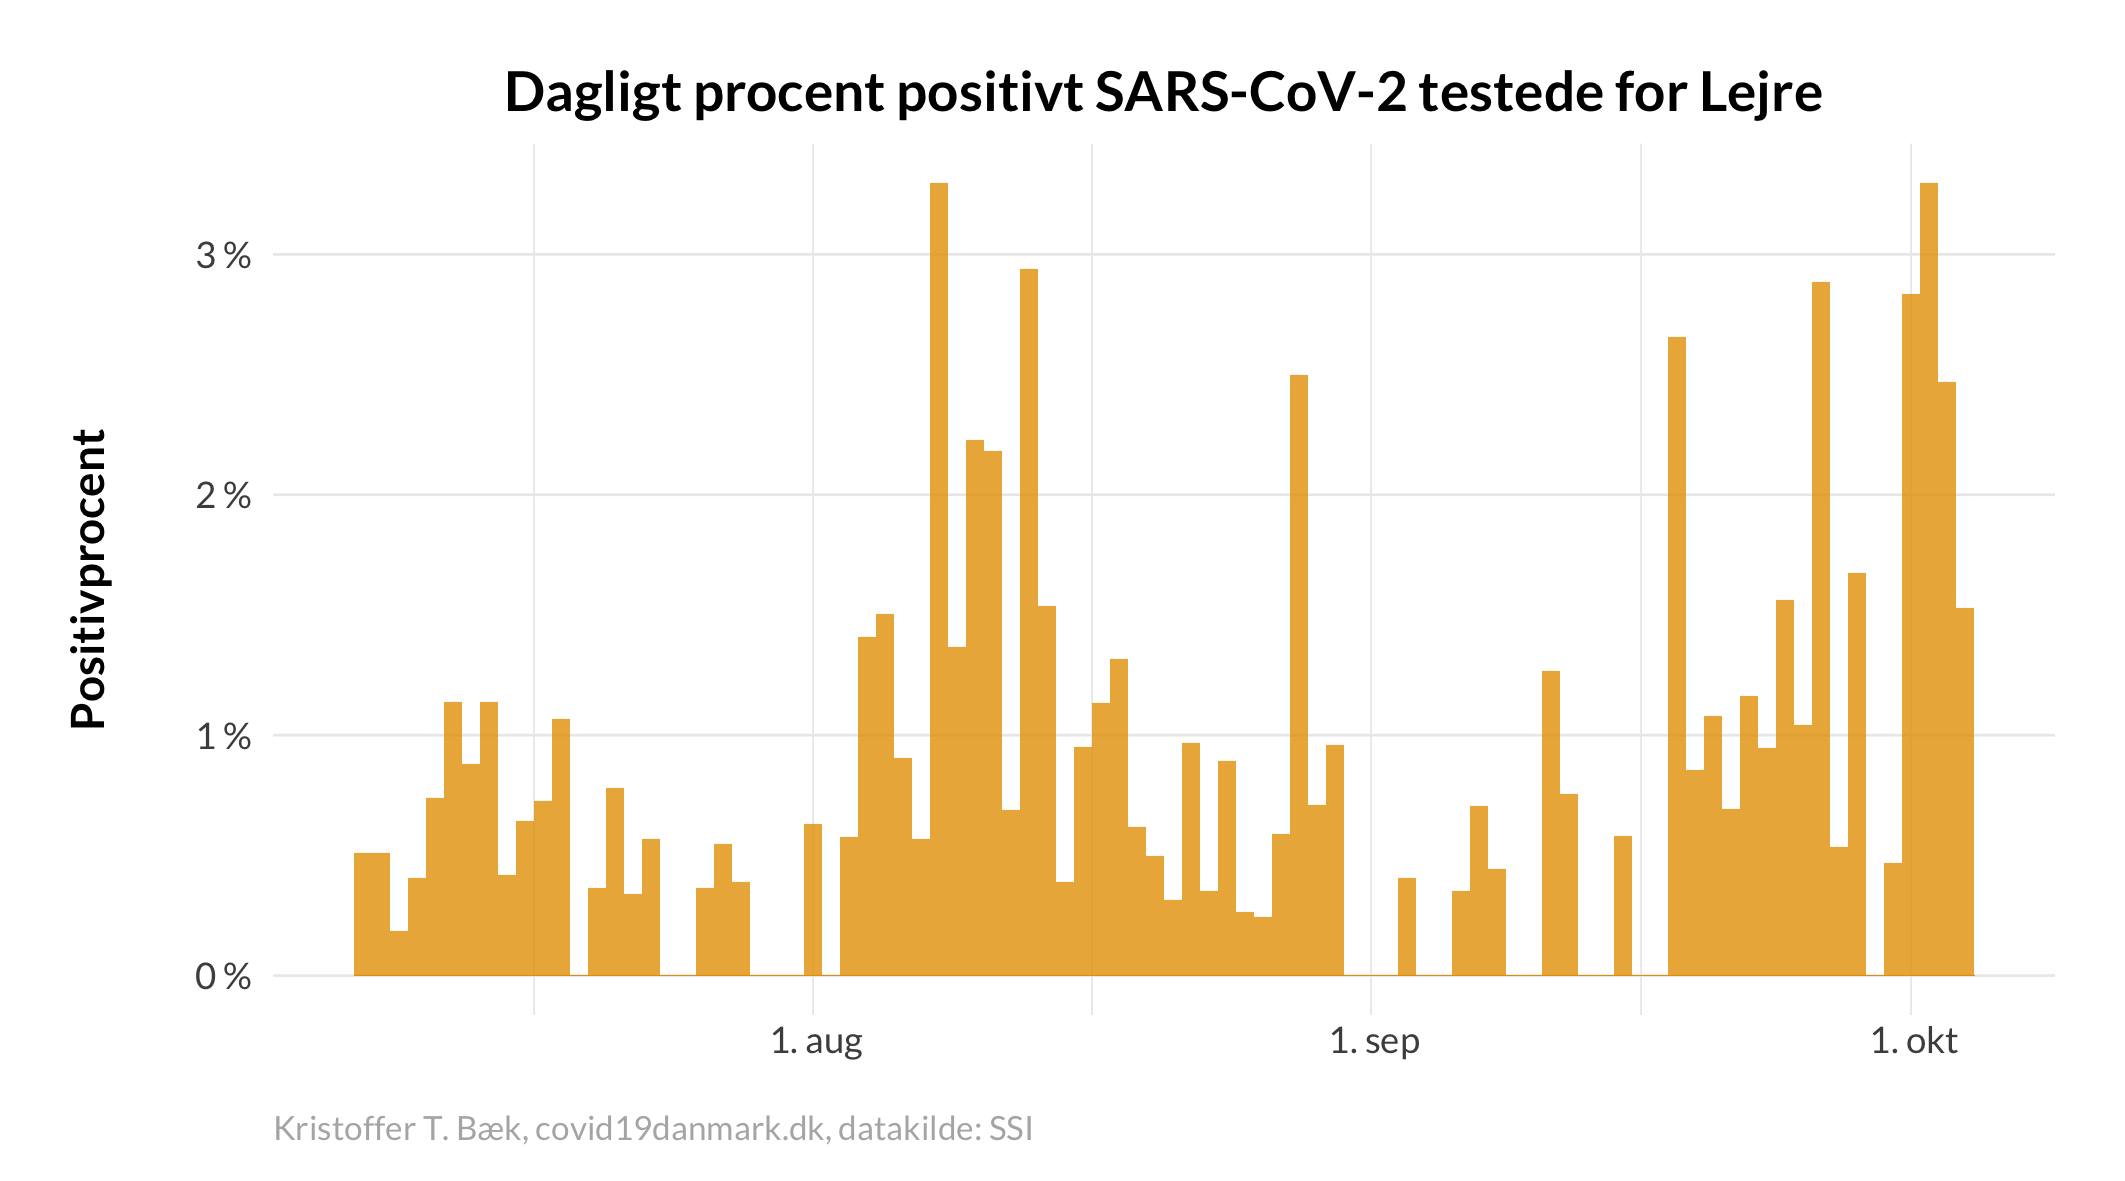 Dagligt procent positivt SARS-CoV-2 testede for Lejre
Positivprocent
3 %
2 %
1 %
0 %
1. aug
1. sep
1. okt
Kristoffer T. Bæk, covid19danmark.dk, datakilde: SSI